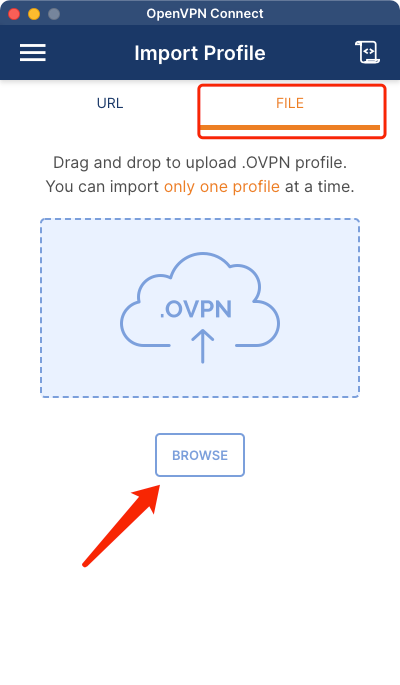 OpenVPN Connect
Import Profile
URL
FILE
Drag and drop to upload .OVPN profile.
You can import only one profile at a time.
.OVPN
BROWSE